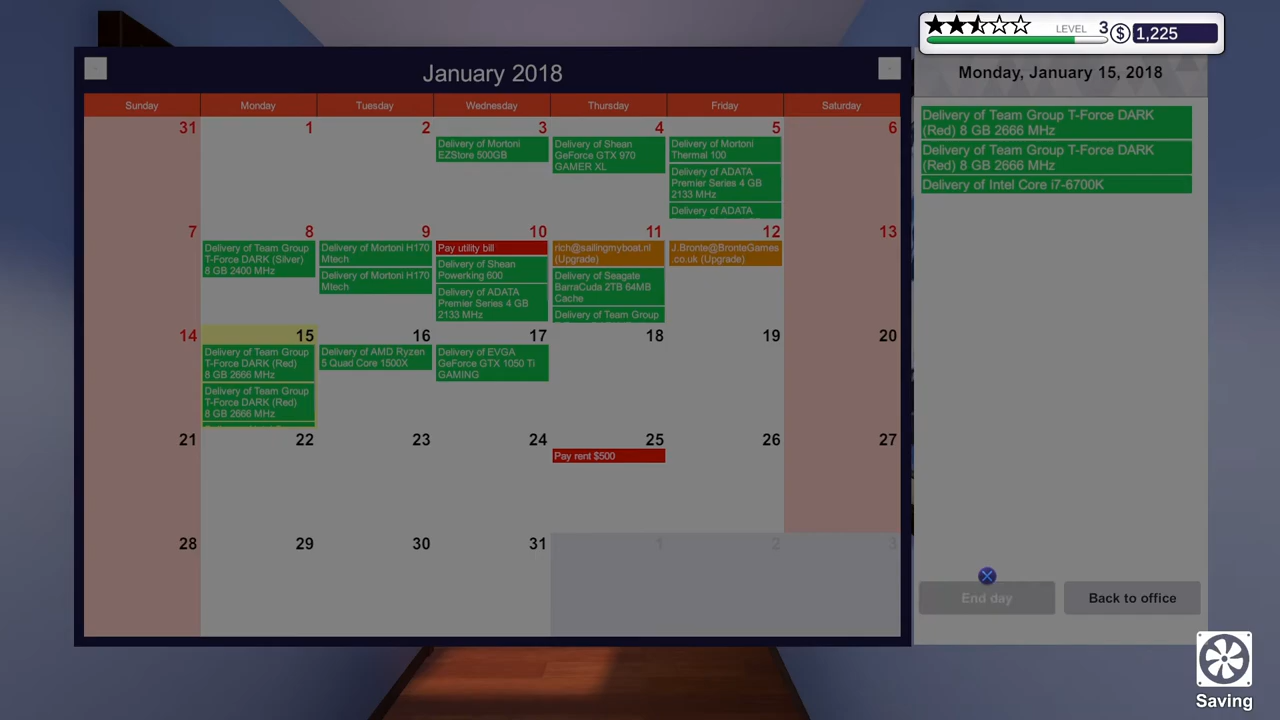 LEVEL 3 $ 1,225
January 2018
Sunday Monday Tuesday Wednesday Thursday Friday Saturday
31 1 2 3 4 5 6
Delivery of Mortoni
EZStore 500GB
Delivery of Shean
GeForce GTX 970
GAMER XL
Delivery of Mortoni
Thermal 100
Delivery of ADATA
Premier Series 4 GB
2133 MHz
Delivery of ADATA
7 8 9 10 11 12 13
Delivery of Team Group
T-Force DARK (Silver)
8 GB 2400 MHz
Delivery of Mortoni H170
Mtech
Delivery of Mortoni H170
Mtech
Pay utility bill
Delivery of Shean
Powerking 600
Delivery of ADATA
Premier Series 4 GB
2133 MHz
rich@sailingmyboat.nl
(Upgrade)
Delivery of Seagate
BarraCuda 2TB 64MB
Cache
Delivery of Team Group
J.Bronte@BronteGames
.co.uk (Upgrade)
14 15 16 17 18 19 20
Delivery of Team Group
T-Force DARK (Red)
8 GB 2666 MHz
Delivery of Team Group
T-Force DARK (Red)
8 GB 2666 MHz
Delivery of AMD Ryzen
5 Quad Core 1500X
Delivery of EVGA
GeForce GTX 1050 Ti
GAMING
21 22 23 24 25 26 27
Pay rent $500
28 29 30 31 1 2 3
Monday, January 15, 2018
Delivery of Team Group T-Force DARK
(Red) 8 GB 2666 MHz
Delivery of Team Group T-Force DARK
(Red) 8 GB 2666 MHz
Delivery of Intel Core i7-6700K
End day
Back to office
Saving